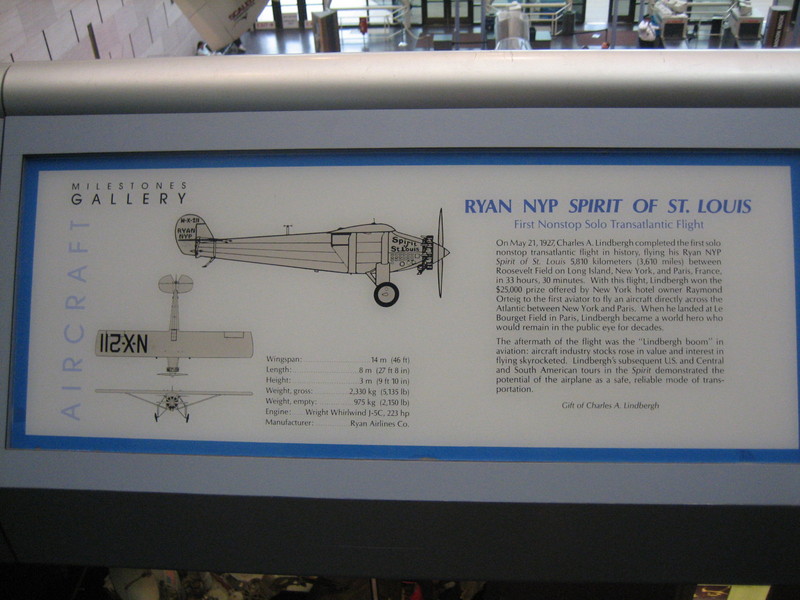 MILESTONES
GALLERY
AIRCRAFT
N-X-211
RYAN
NYP
Spirit
of
St. Louis
N-X-211
Wingspan: 14 m (46 ft)
Length: 8 m (27 ft 8 in)
Height: 3 m (9 ft 10 in)
Weight, gross: 2,330 kg (5,135 lb)
Weight, empty: 975 kg (2,150 lb)
Engine: Wright Whirlwind J-5C, 223 hp
Manufacturer: Ryan Airlines Co.
RYAN NYP SPIRIT OF ST. LOUIS
First Nonstop Solo Transatlantic Flight
On May 21, 1927, Charles A. Lindbergh completed the first solo
nonstop transatlantic flight in history, flying his Ryan NYP
Spirit of St. Louis 5,810 kilometers (3,610 miles) between
Roosevelt Field on Long Island, New York, and Paris, France,
in 33 hours, 30 minutes. With this flight, Lindbergh won the
$25,000 prize offered by New York hotel owner Raymond
Orteig to the first aviator to fly an aircraft directly across the
Atlantic between New York and Paris. When he landed at Le
Bourget Field in Paris, Lindbergh became a world hero who
would remain in the public eye for decades.
The aftermath of the flight was the "Lindbergh boom" in
aviation: aircraft industry stocks rose in value and interest in
flying skyrocketed. Lindbergh's subsequent U.S. and Central
and South American tours in the Spirit demonstrated the
potential of the airplane as a safe, reliable mode of trans-
portation.
Gift of Charles A. Lindbergh